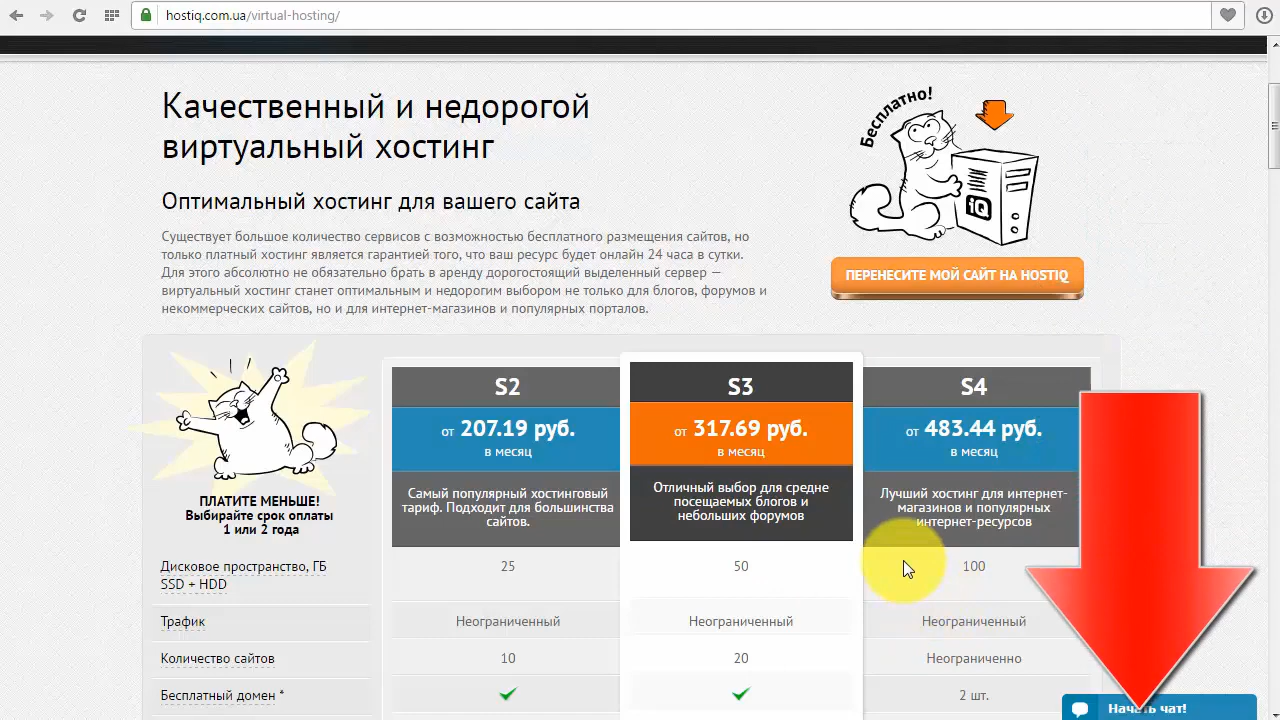 hostiq.com.ua/virtual-hosting/
Качественный и недорогой
виртуальный хостинг
Бесплатно!
iQ
Оптимальный хостинг для вашего сайта
Существует большое количество сервисов с возможностью бесплатного размещения сайтов, но
только платный хостинг является гарантией того, что ваш ресурс будет онлайн 24 часа в сутки.
Для этого абсолютно не обязательно брать в аренду дорогостоящий выделенный сервер —
виртуальный хостинг станет оптимальным и недорогим выбором не только для блогов, форумов и
некоммерческих сайтов, но и для интернет-магазинов и популярных порталов.
ПЕРЕНЕСИТЕ МОЙ САЙТ НА HOSTIQ
ПЛАТИТЕ МЕНЬШЕ!
Выбирайте срок оплаты
1 или 2 года
S2 S3 S4
от 207.19 руб. от 317.69 руб. от 483.44 руб.
в месяц в месяц в месяц
Самый популярный хостинговый
тариф. Подходит для большинства
сайтов.
Отличный выбор для средне
посещаемых блогов и
небольших форумов
Лучший хостинг для интернет-
магазинов и популярных
интернет-ресурсов
Дисковое пространство, ГБ
SSD + HDD
25 50 100
Трафик Неограниченный Неограниченный Неограниченный
Количество сайтов 10 20 Неограниченно
Бесплатный домен * 2 шт.
Начать чат!